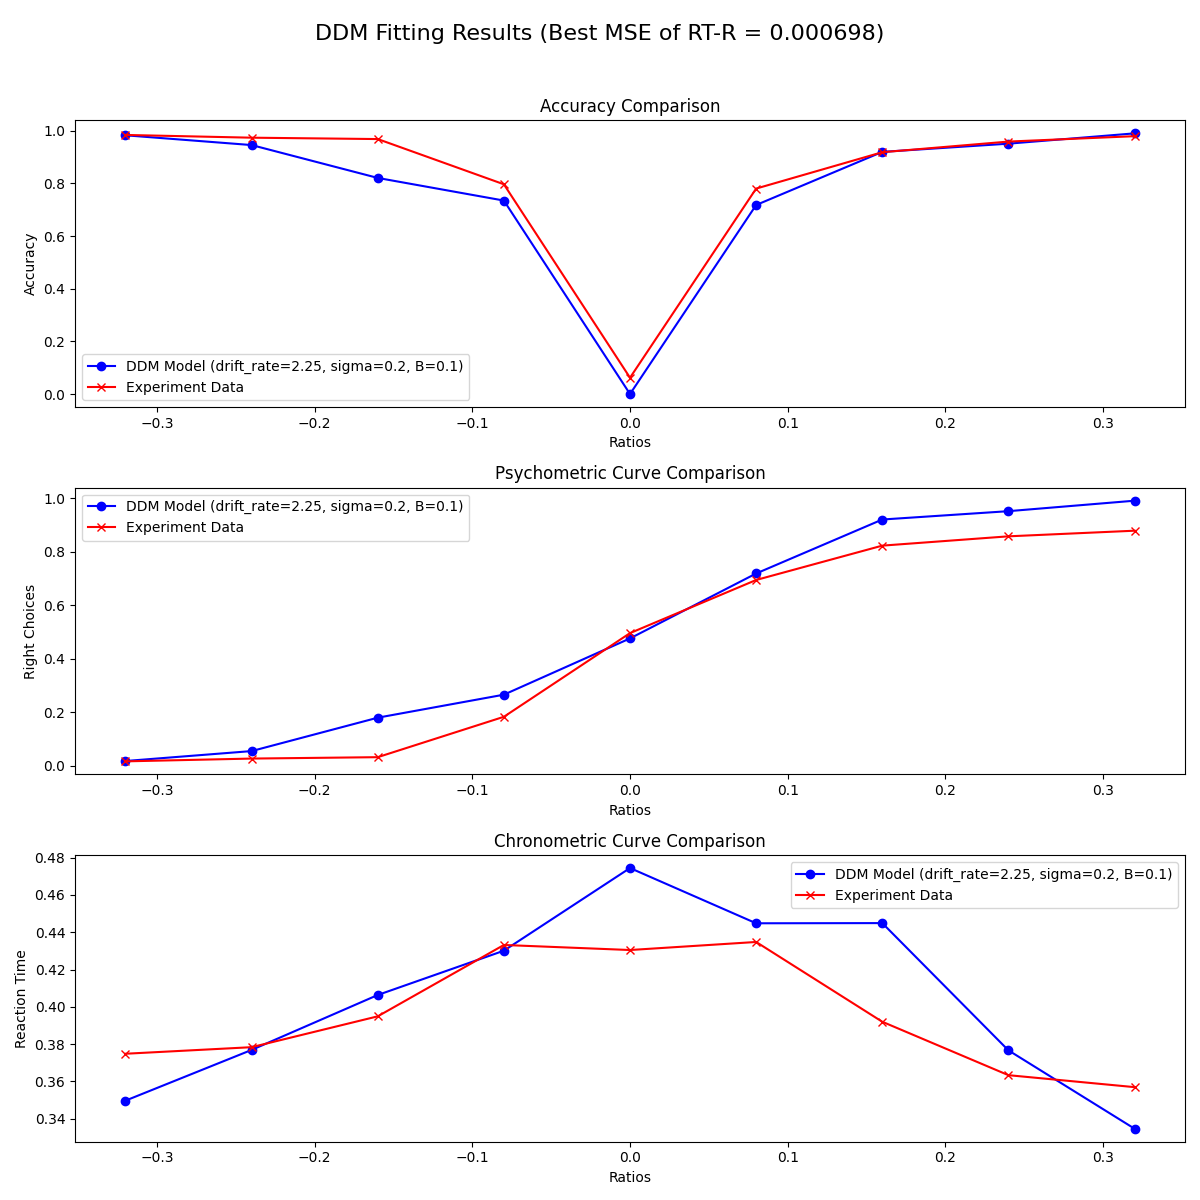 DDM Fitting Results (Best MSE of RT-R = 0.000698)
Accuracy Comparison
1.0
0.8
0.6
0.4
0.2
0.0
Accuracy
DDM Model (drift_rate=2.25, sigma=0.2, B=0.1)
Experiment Data
−0.3 −0.2 −0.1 0.0 0.1 0.2 0.3
Ratios
Psychometric Curve Comparison
1.0
0.8
0.6
0.4
0.2
0.0
Right Choices
DDM Model (drift_rate=2.25, sigma=0.2, B=0.1)
Experiment Data
−0.3 −0.2 −0.1 0.0 0.1 0.2 0.3
Ratios
Chronometric Curve Comparison
0.48
0.46
0.44
0.42
0.40
0.38
0.36
0.34
Reaction Time
DDM Model (drift_rate=2.25, sigma=0.2, B=0.1)
Experiment Data
−0.3 −0.2 −0.1 0.0 0.1 0.2 0.3
Ratios